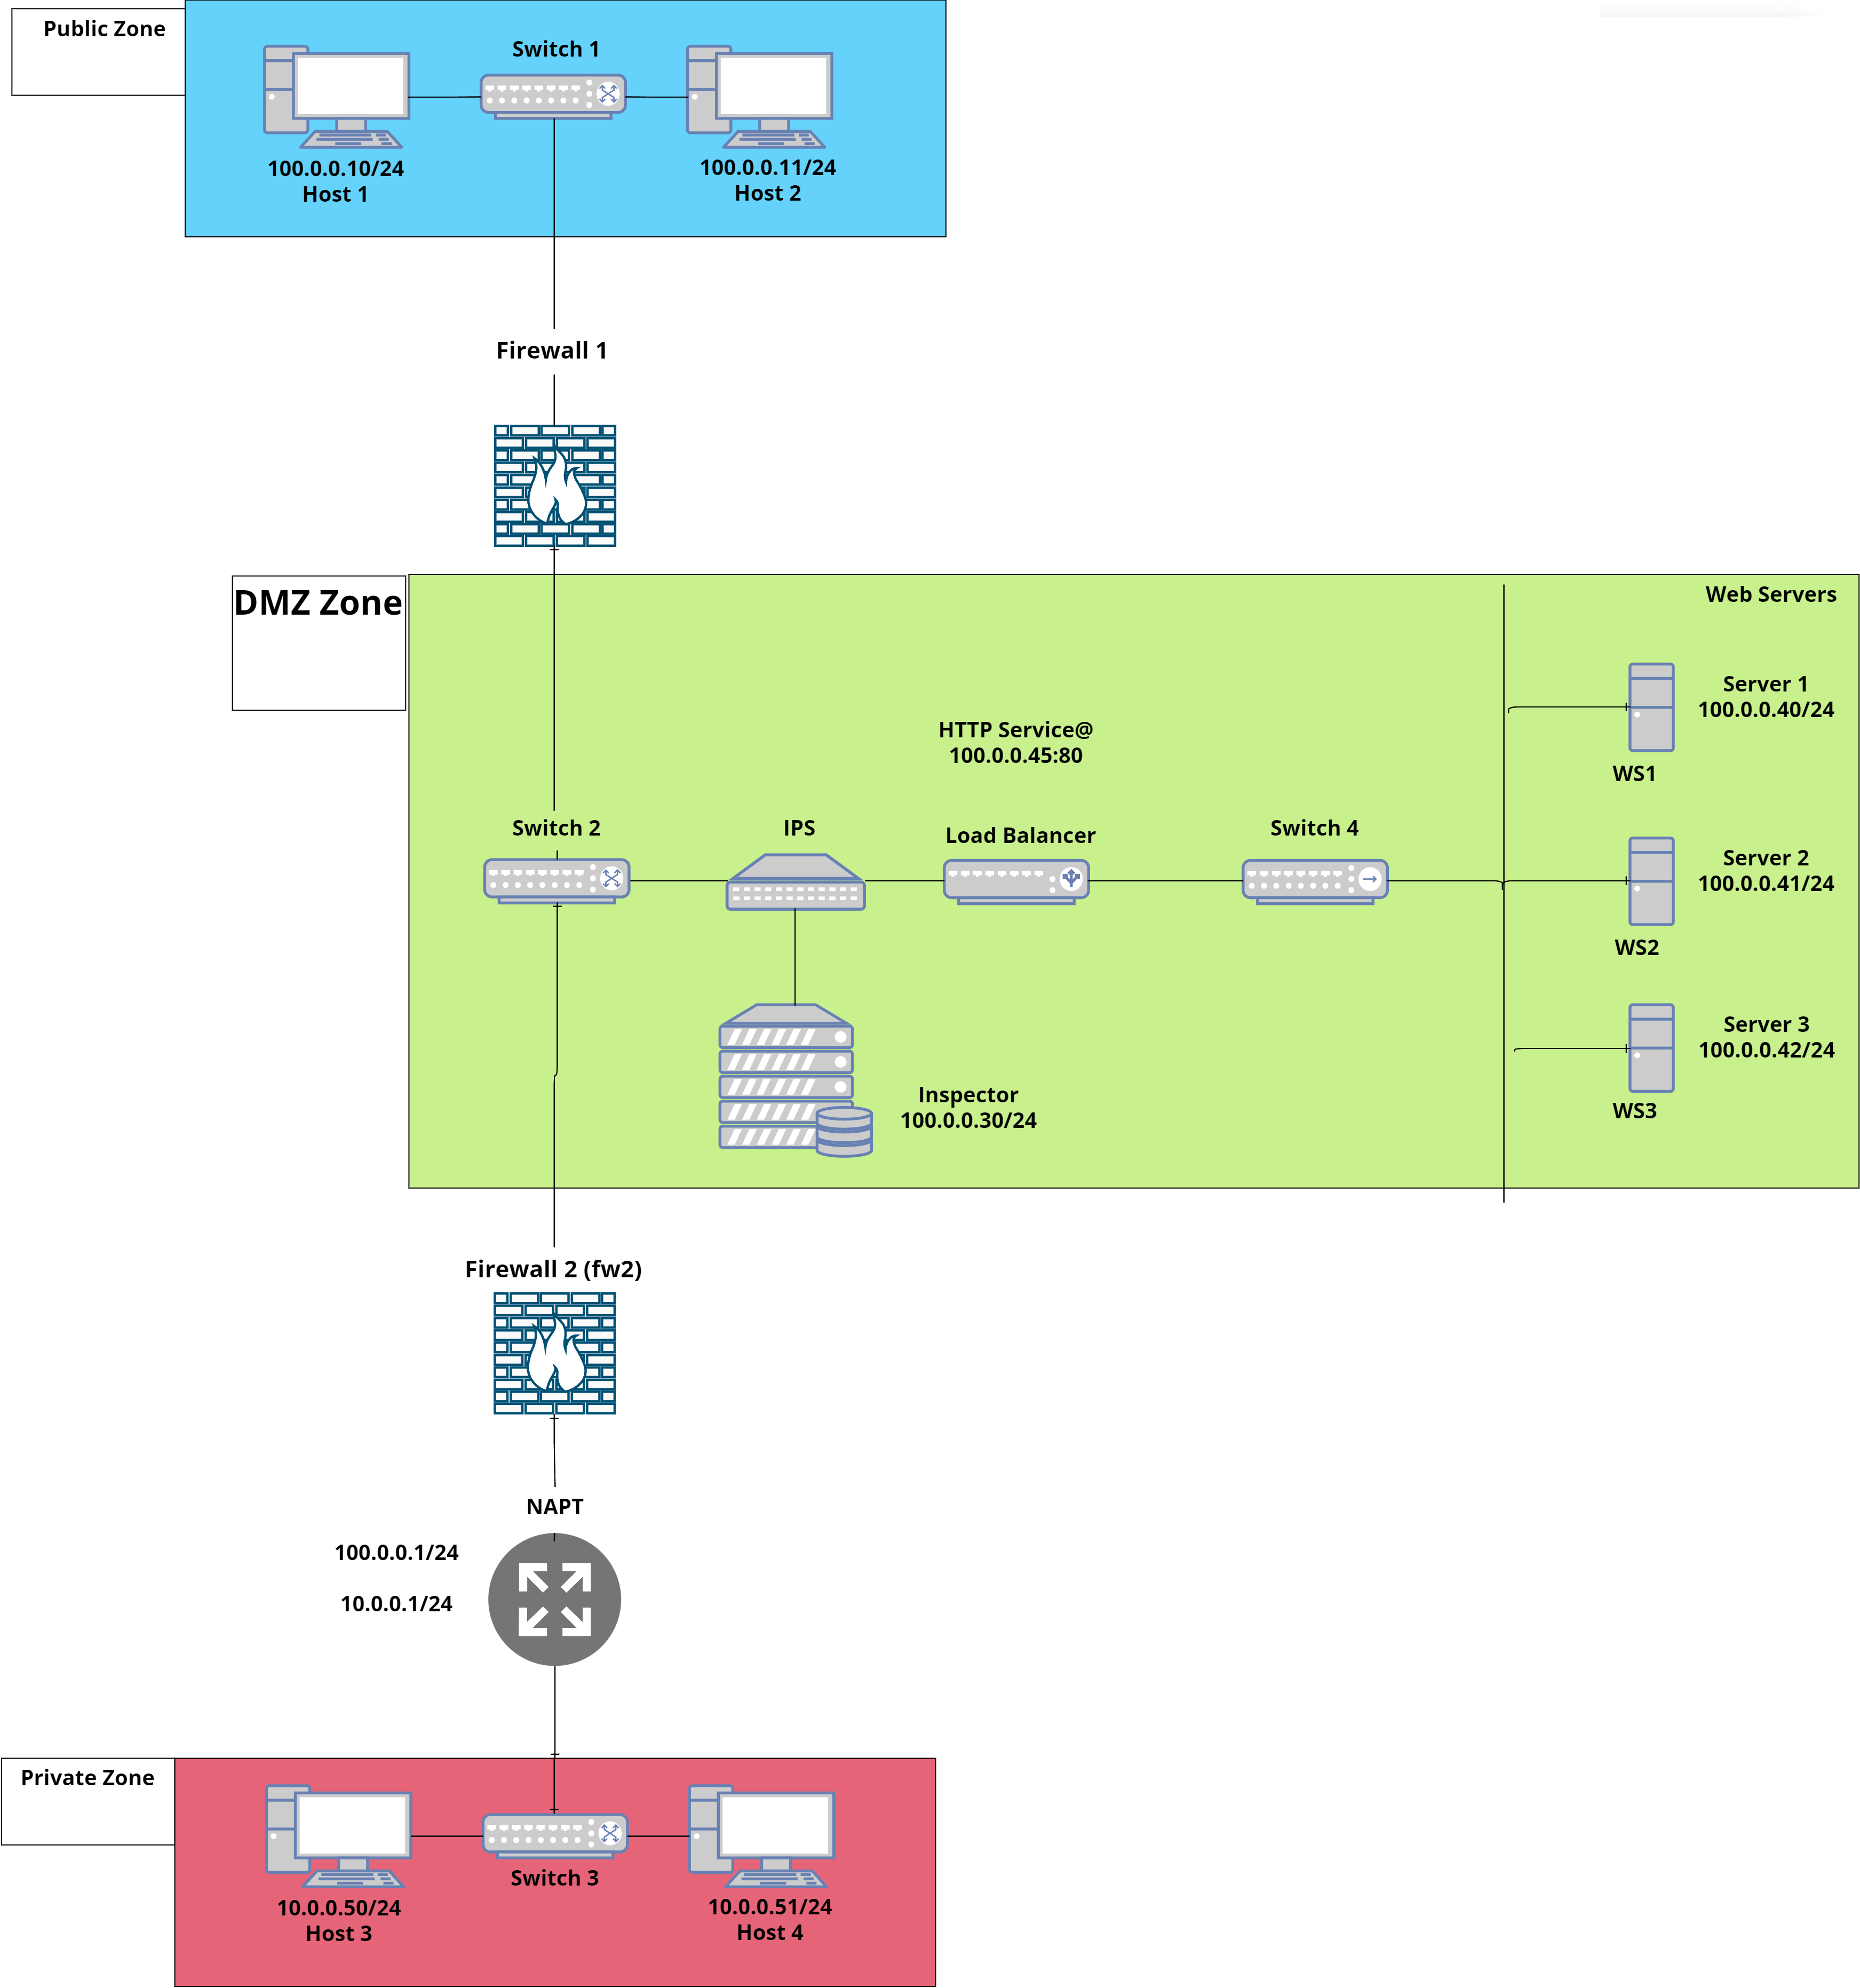 Public Zone
Switch 1
100.0.0.10/24
Host 1
100.0.0.11/24
Host 2
Firewall 1
DMZ Zone
Web Servers
Server 1
100.0.0.40/24
WS1
HTTP Service@
100.0.0.45:80
Switch 2
IPS
Load Balancer
Switch 4
Server 2
100.0.0.41/24
WS2
Inspector
100.0.0.30/24
Server 3
100.0.0.42/24
WS3
Firewall 2 (fw2)
NAPT
100.0.0.1/24
10.0.0.1/24
Private Zone
Switch 3
10.0.0.50/24
Host 3
10.0.0.51/24
Host 4